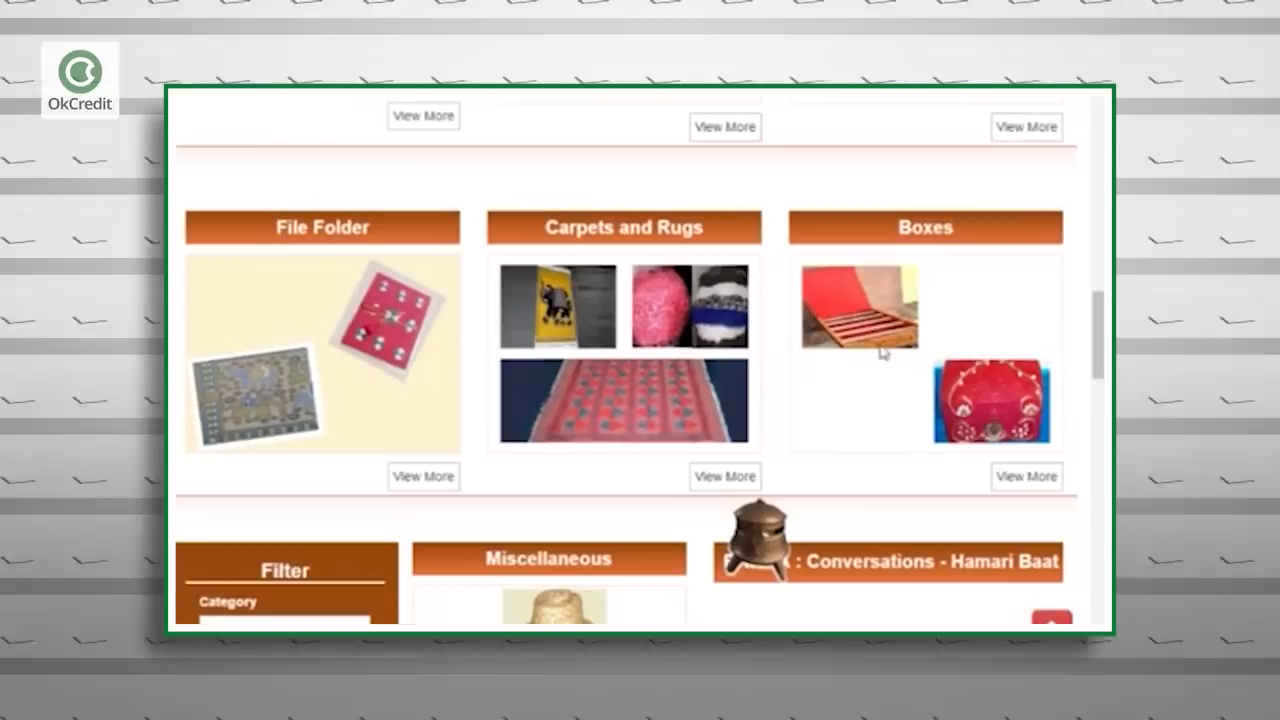 OkCredit
View More
View More
View More
File Folder
Carpets and Rugs
Boxes
View More
View More
View More
Filter
Category
Miscellaneous
: Conversations - Hamari Baat